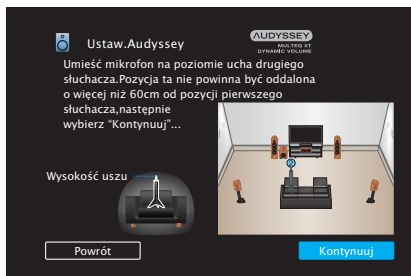 Ustaw.Audyssey
AUDYSSEY
MULTEQ XT
DYNAMIC VOLUME
Umieść mikrofon na poziomie ucha drugiego
słuchacza.Pozycja ta nie powinna być oddalona
o więcej niż 60cm od pozycji pierwszego
słuchacza,następnie
wybierz “Kontynuuj”...
Wysokość uszu
2
Powrót
Kontynuuj